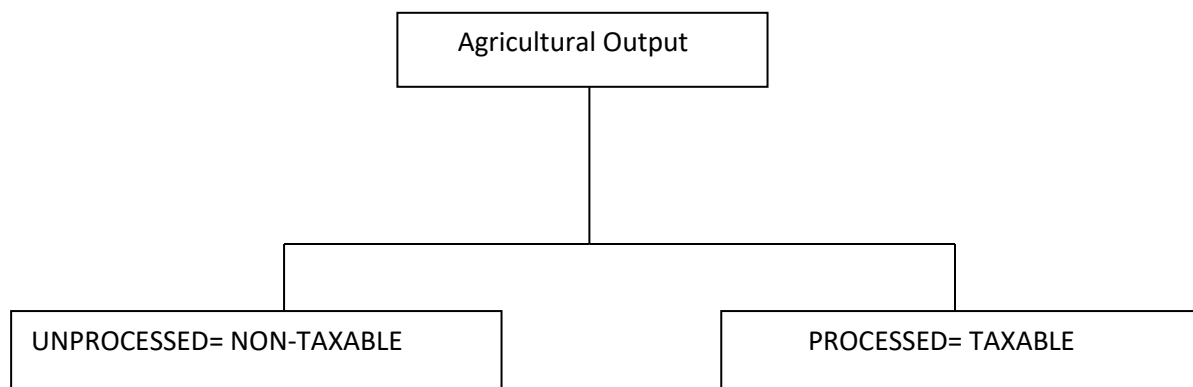 Agricultural Output
UNPROCESSED= NON-TAXABLE
PROCESSED= TAXABLE